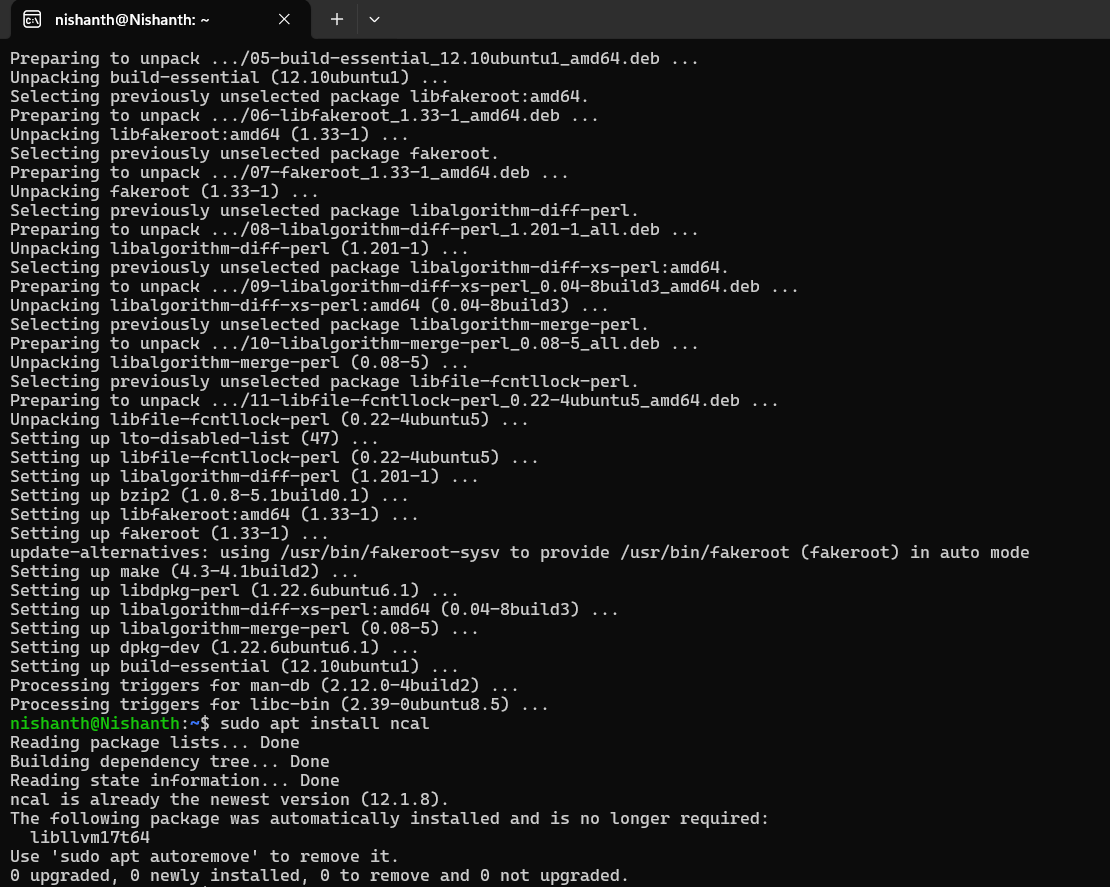 nishanth@Nishanth: ~
Preparing to unpack .../05-build-essential_12.10ubuntu1_amd64.deb ...
Unpacking build-essential (12.10ubuntu1) ...
Selecting previously unselected package libfakeroot:amd64.
Preparing to unpack .../06-libfakeroot_1.33-1_amd64.deb ...
Unpacking libfakeroot:amd64 (1.33-1) ...
Selecting previously unselected package fakeroot.
Preparing to unpack .../07-fakeroot_1.33-1_amd64.deb ...
Unpacking fakeroot (1.33-1) ...
Selecting previously unselected package libalgorithm-diff-perl.
Preparing to unpack .../08-libalgorithm-diff-perl_1.201-1_all.deb ...
Unpacking libalgorithm-diff-perl (1.201-1) ...
Selecting previously unselected package libalgorithm-diff-xs-perl:amd64.
Preparing to unpack .../09-libalgorithm-diff-xs-perl_0.04-8build3_amd64.deb ...
Unpacking libalgorithm-diff-xs-perl:amd64 (0.04-8build3) ...
Selecting previously unselected package libalgorithm-merge-perl.
Preparing to unpack .../10-libalgorithm-merge-perl_0.08-5_all.deb ...
Unpacking libalgorithm-merge-perl (0.08-5) ...
Selecting previously unselected package libfile-fcntllock-perl.
Preparing to unpack .../11-libfile-fcntllock-perl_0.22-4ubuntu5_amd64.deb ...
Unpacking libfile-fcntllock-perl (0.22-4ubuntu5) ...
Setting up lto-disabled-list (47) ...
Setting up libfile-fcntllock-perl (0.22-4ubuntu5) ...
Setting up libalgorithm-diff-perl (1.201-1) ...
Setting up bzip2 (1.0.8-5.1build0.1) ...
Setting up libfakeroot:amd64 (1.33-1) ...
Setting up fakeroot (1.33-1) ...
update-alternatives: using /usr/bin/fakeroot-sysv to provide /usr/bin/fakeroot (fakeroot) in auto mode
Setting up make (4.3-4.1build2) ...
Setting up libdpkg-perl (1.22.6ubuntu6.1) ...
Setting up libalgorithm-diff-xs-perl:amd64 (0.04-8build3) ...
Setting up libalgorithm-merge-perl (0.08-5) ...
Setting up dpkg-dev (1.22.6ubuntu6.1) ...
Setting up build-essential (12.10ubuntu1) ...
Processing triggers for man-db (2.12.0-4build2) ...
Processing triggers for libc-bin (2.39-0ubuntu8.5) ...
nishanth@Nishanth:~$ sudo apt install ncal
Reading package lists... Done
Building dependency tree... Done
Reading state information... Done
ncal is already the newest version (12.1.8).
The following package was automatically installed and is no longer required:
  libllvm17t64
Use 'sudo apt autoremove' to remove it.
0 upgraded, 0 newly installed, 0 to remove and 0 not upgraded.